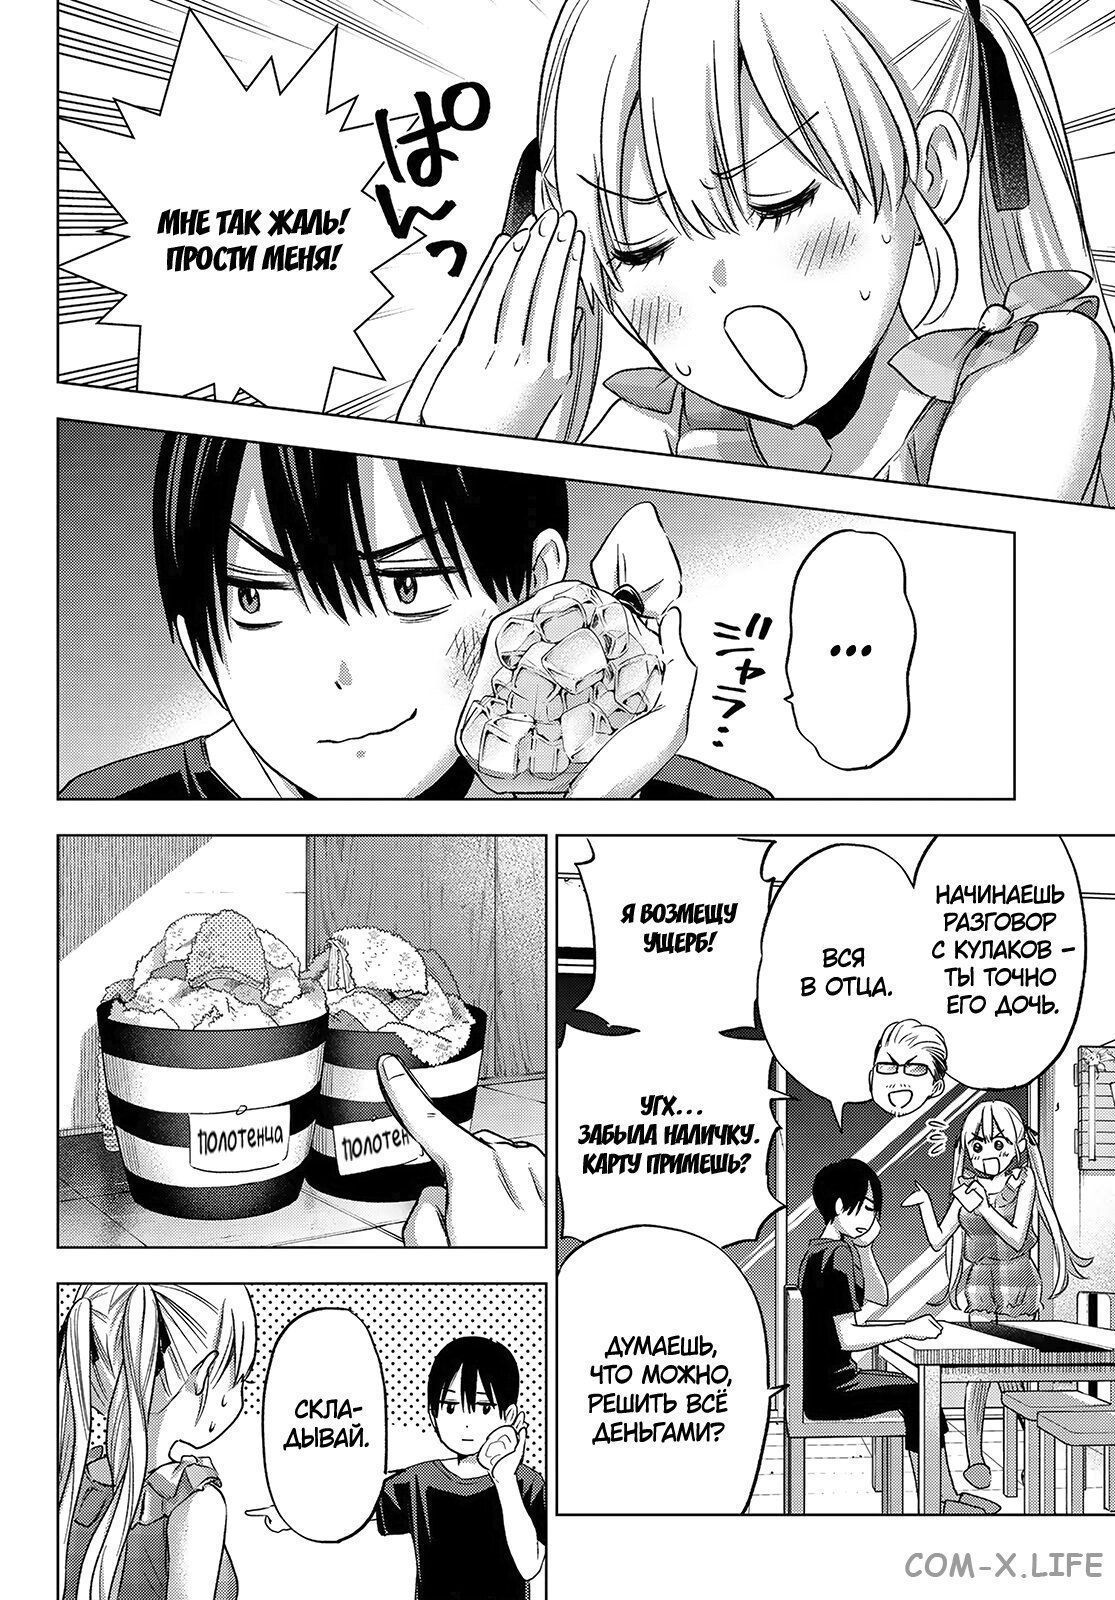 МНЕ ТАК ЖАЛЬ!
ПРОСТИ МЕНЯ!
ぱんっ
...
ジャラ...
НАЧИНАЕШЬ
РАЗГОВОР
С КУЛАКОВ –
ТЫ ТОЧНО
ЕГО ДОЧЬ.
ВСЯ
В ОТЦА.
Я ВОЗМЕЩУ
УЩЕРБ!
УГХ...
ЗАБЫЛА НАЛИЧКУ.
КАРТУ ПРИМЕШЬ?
ДУМАЕШЬ,
ЧТО МОЖНО,
РЕШИТЬ ВСЁ
ДЕНЬГАМИ?
ПОЛОТЕНЦА
ПОЛОТЕН
СКЛА-
ДЫВАЙ.
COM-X.LIFE